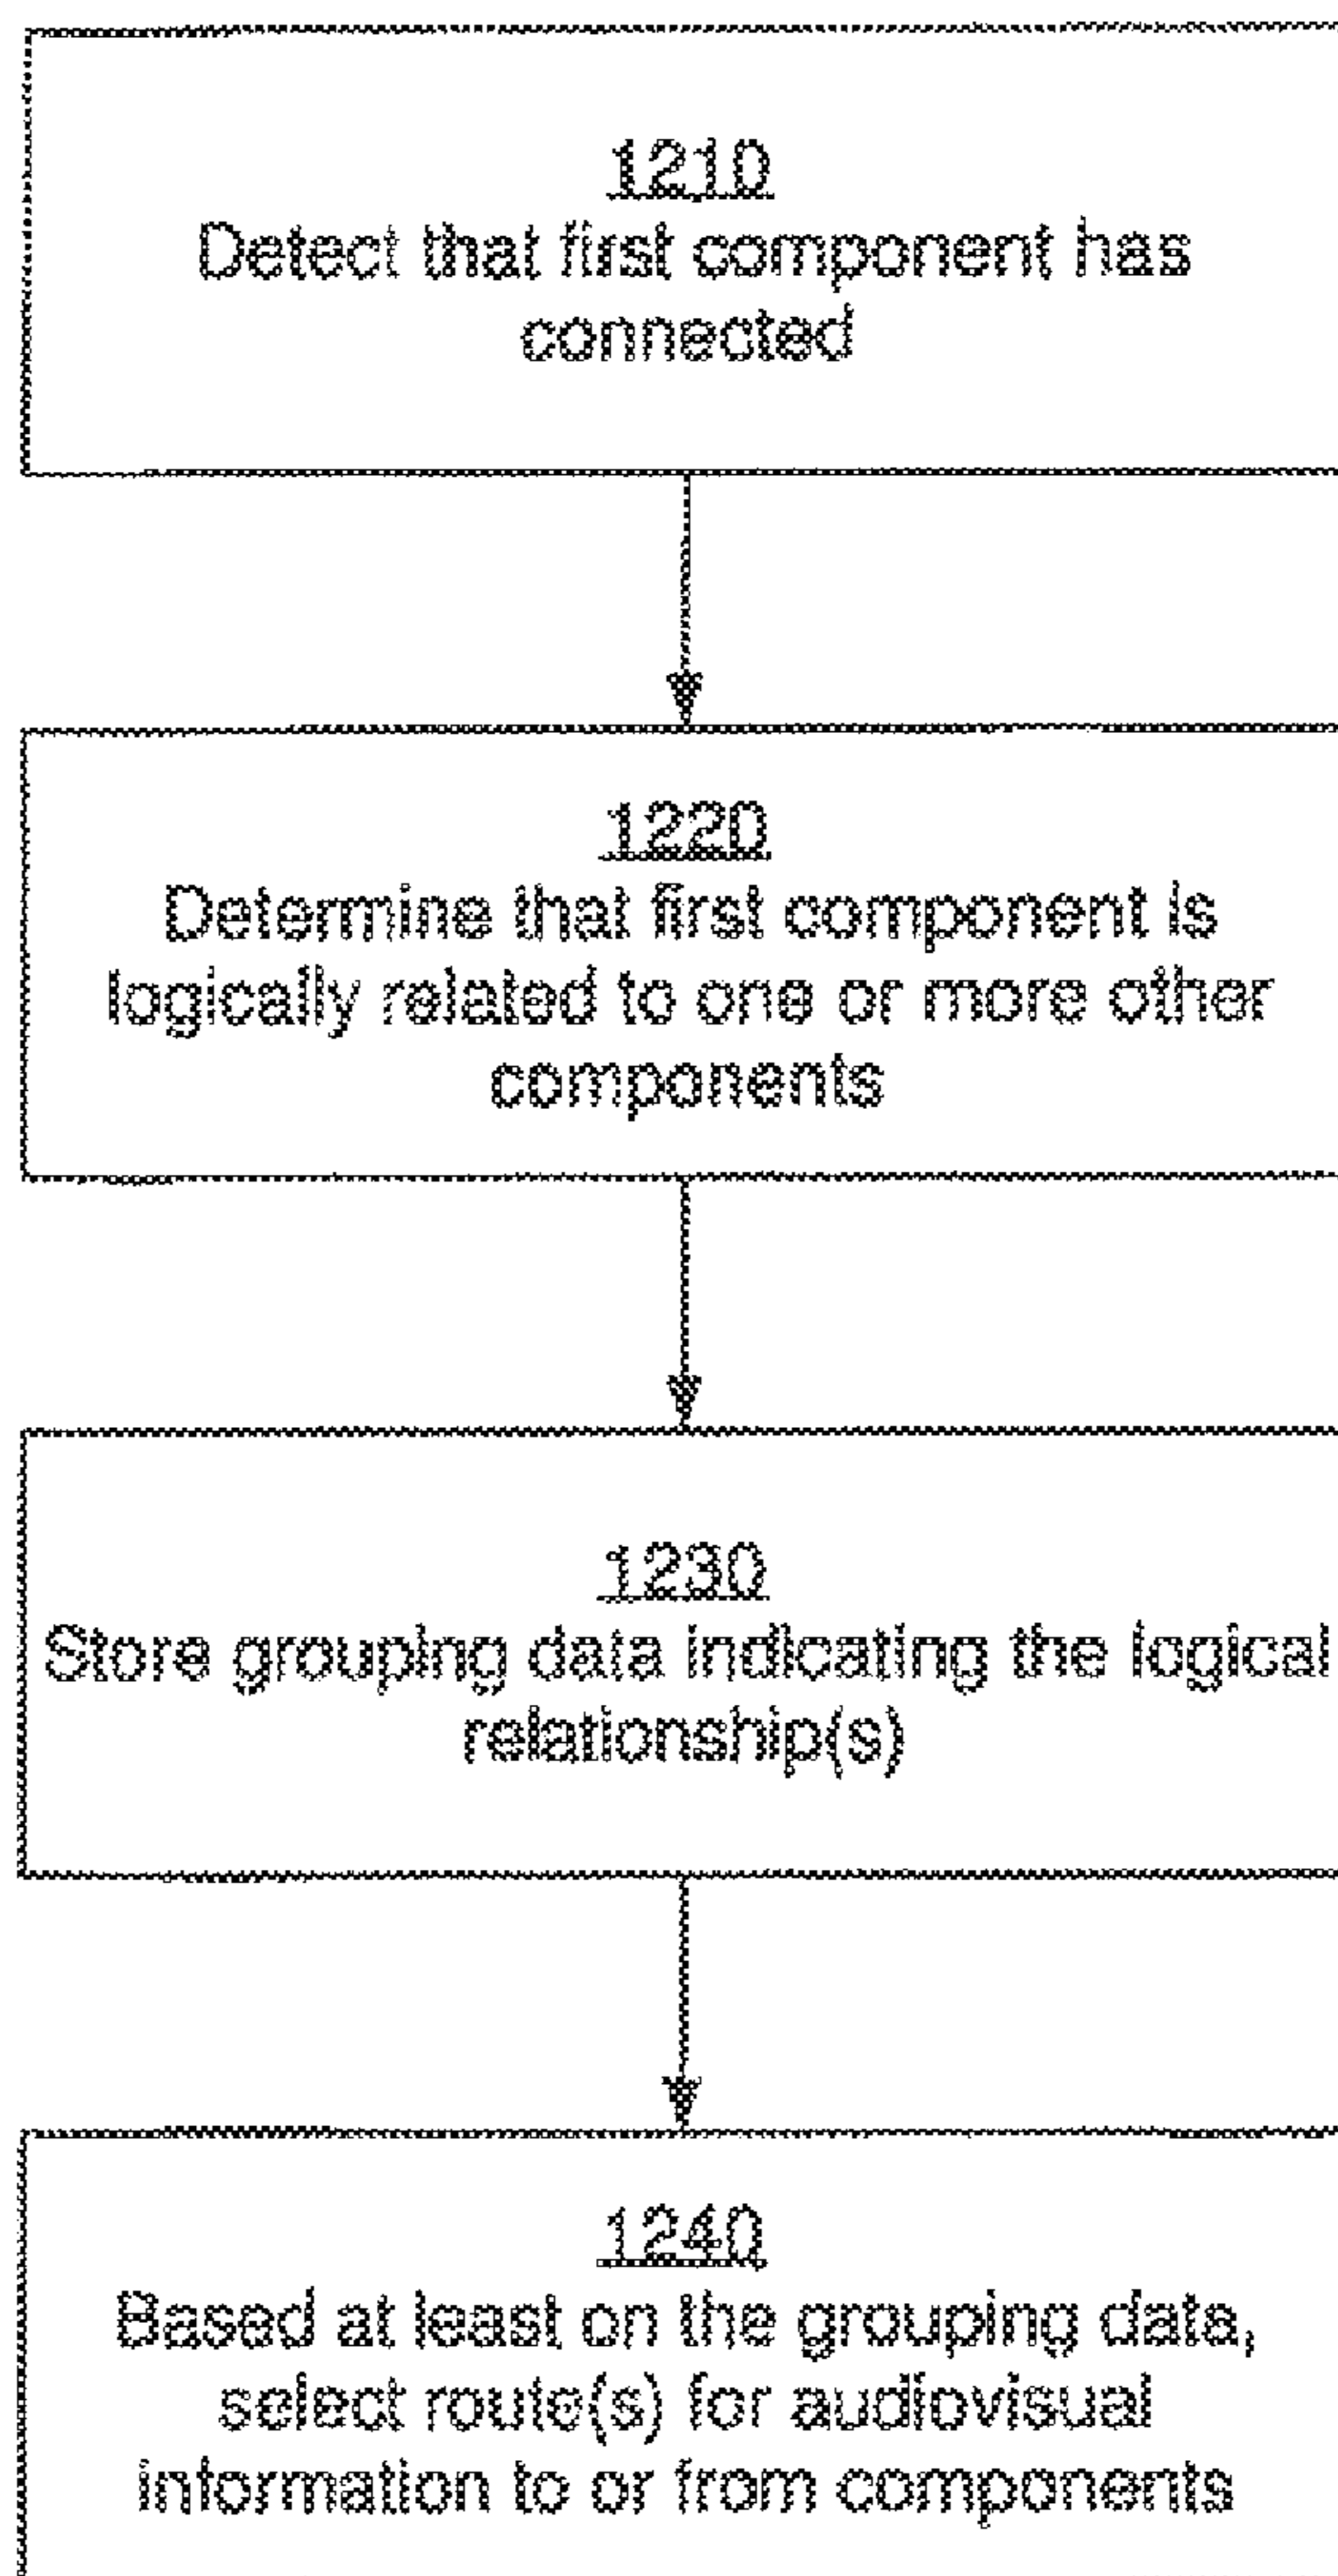 1210
Detect that first component has
connected
1220
Determine that first component is
logically related to one or more other
components
1230
Store grouping data indicating the logical
relationship(s)
1240
Based at least on the grouping data,
select route(s) for audiovisual
information to or from components